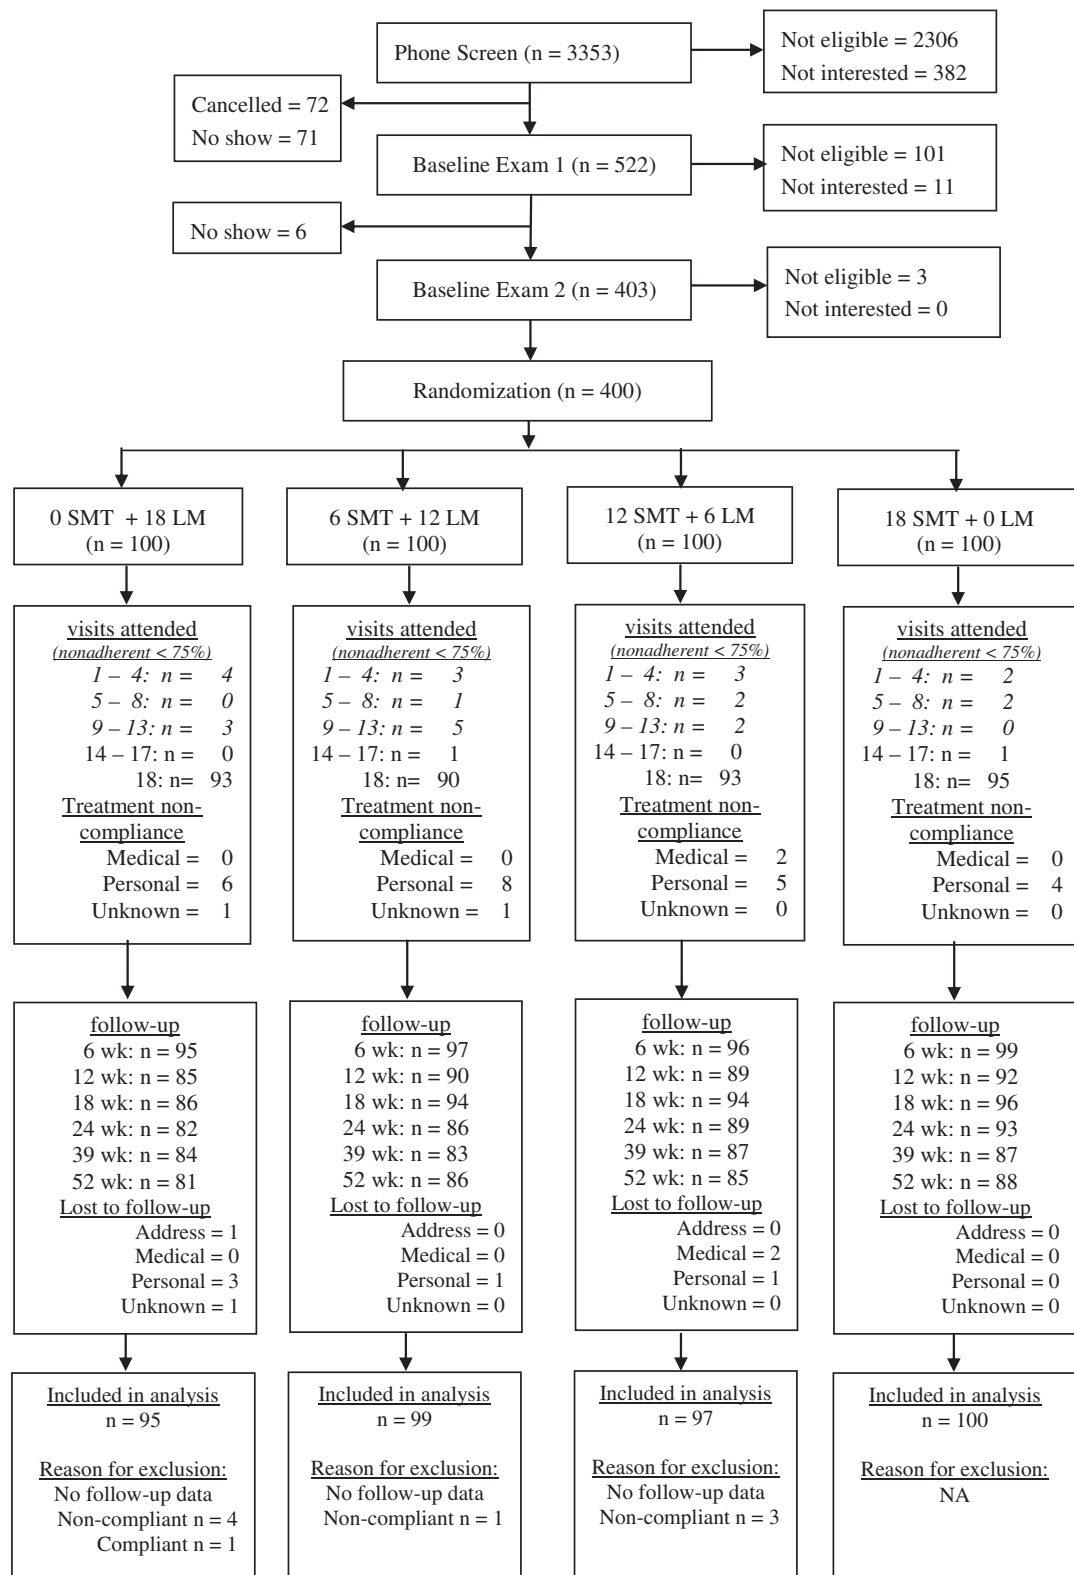 Phone Screen (n = 3353)
Not eligible = 2306
Not interested = 382
Cancelled = 72
No show = 71
Baseline Exam 1 (n = 522)
Not eligible = 101
Not interested = 11
No show = 6
Baseline Exam 2 (n = 403)
Not eligible = 3
Not interested = 0
Randomization (n = 400)
0 SMT + 18 LM
(n = 100)
6 SMT + 12 LM
(n = 100)
12 SMT + 6 LM
(n = 100)
18 SMT + 0 LM
(n = 100)
visits attended
(nonadherent < 75%)
1 – 4: n = 4
5 – 8: n = 0
9 – 13: n = 3
14 – 17: n = 0
18: n= 93
Treatment non-
compliance
Medical = 0
Personal = 6
Unknown = 1
visits attended
(nonadherent < 75%)
1 – 4: n = 3
5 – 8: n = 1
9 – 13: n = 5
14 – 17: n = 1
18: n= 90
Treatment non-
compliance
Medical = 0
Personal = 8
Unknown = 1
visits attended
(nonadherent < 75%)
1 – 4: n = 3
5 – 8: n = 2
9 – 13: n = 2
14 – 17: n = 0
18: n= 93
Treatment non-
compliance
Medical = 2
Personal = 5
Unknown = 0
visits attended
(nonadherent < 75%)
1 – 4: n = 2
5 – 8: n = 2
9 – 13: n = 0
14 – 17: n = 1
18: n= 95
Treatment non-
compliance
Medical = 0
Personal = 4
Unknown = 0
follow-up
6 wk: n = 95
12 wk: n = 85
18 wk: n = 86
24 wk: n = 82
39 wk: n = 84
52 wk: n = 81
Lost to follow-up
Address = 1
Medical = 0
Personal = 3
Unknown = 1
follow-up
6 wk: n = 97
12 wk: n = 90
18 wk: n = 94
24 wk: n = 86
39 wk: n = 83
52 wk: n = 86
Lost to follow-up
Address = 0
Medical = 0
Personal = 1
Unknown = 0
follow-up
6 wk: n = 96
12 wk: n = 89
18 wk: n = 94
24 wk: n = 89
39 wk: n = 87
52 wk: n = 85
Lost to follow-up
Address = 0
Medical = 2
Personal = 1
Unknown = 0
follow-up
6 wk: n = 99
12 wk: n = 92
18 wk: n = 96
24 wk: n = 93
39 wk: n = 87
52 wk: n = 88
Lost to follow-up
Address = 0
Medical = 0
Personal = 0
Unknown = 0
Included in analysis
n = 95
Reason for exclusion:
No follow-up data
Non-compliant n = 4
Compliant n = 1
Included in analysis
n = 99
Reason for exclusion:
No follow-up data
Non-compliant n = 1
Included in analysis
n = 97
Reason for exclusion:
No follow-up data
Non-compliant n = 3
Included in analysis
n = 100
Reason for exclusion:
NA